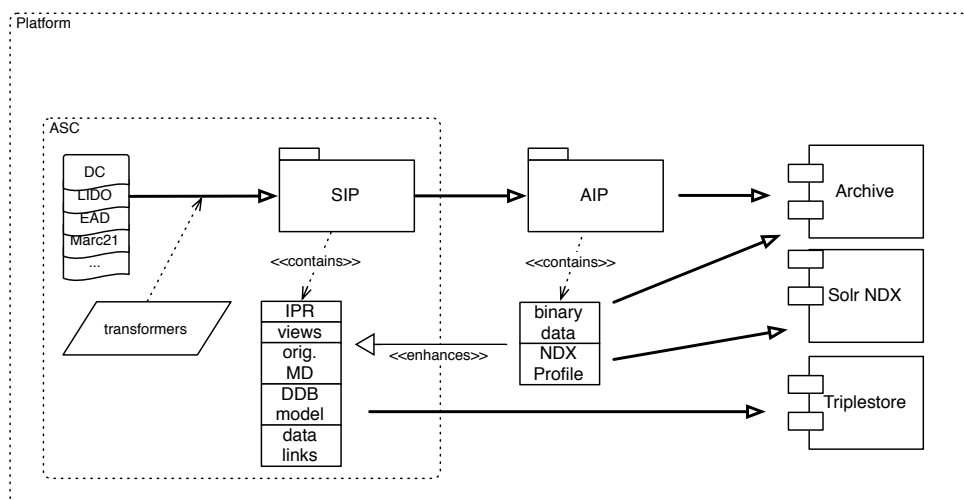 Platform
ASC
DC
LIDO
EAD
Marc21
...
transformers
SIP
<<contains>>
IPR
views
orig.
MD
DDB
model
data
links
AIP
<<contains>>
binary
data
NDX
Profile
<<enhances>>
Archive
Solr NDX
Triplestore